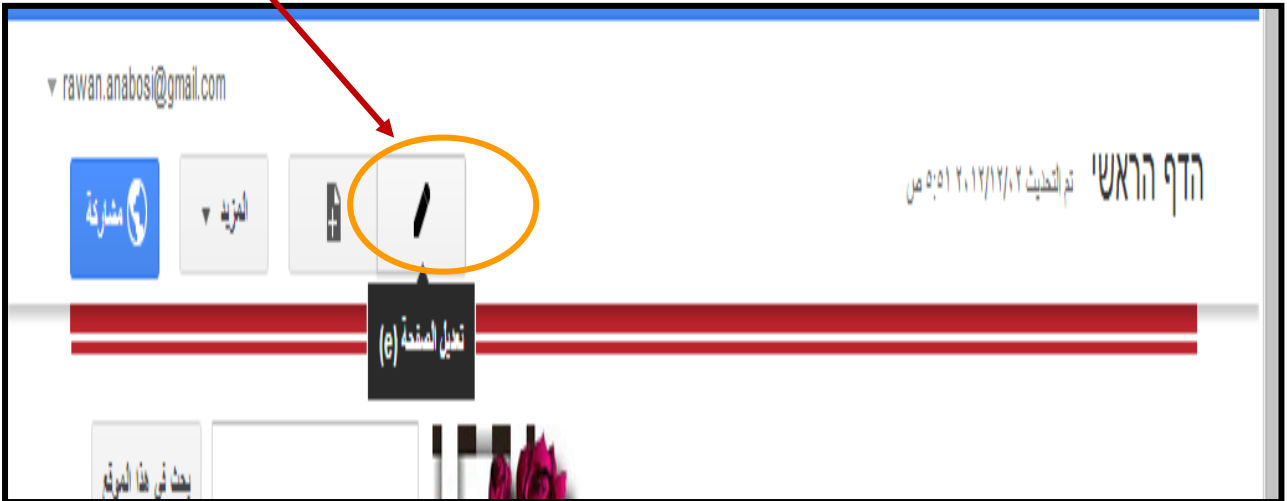 rawan.anabosi@gmail.com
הדף הראשי تم التحديث ٢٠١٢/١٢/٠٢ ٥:٥١ ص
المزيد
مشاركة
تعديل الصفحة (e)
بحث في هذا الموقع